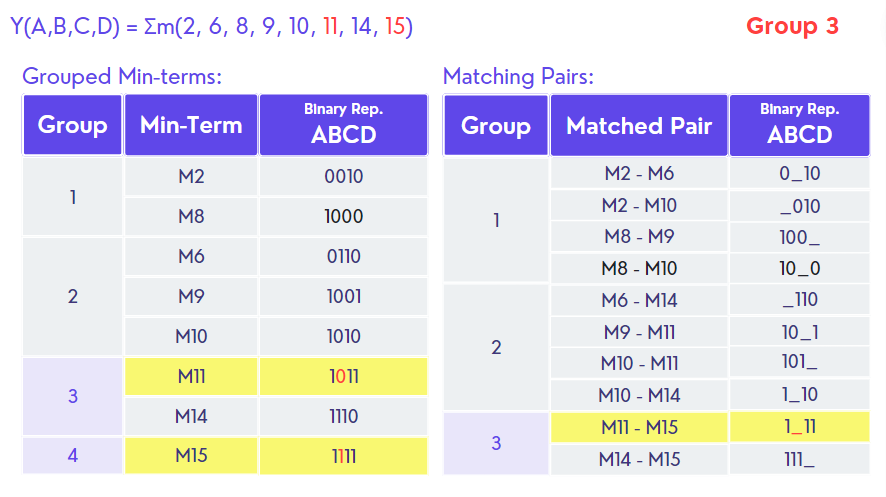 Y(A,B,C,D) = Σm(2, 6, 8, 9, 10, 11, 14, 15)
Group 3
Grouped Min-terms:
Group Min-Term Binary Rep. ABCD
1
M2 0010
M8 1000
2
M6 0110
M9 1001
M10 1010
3
M11 1011
M14 1110
4
M15 1111
Matching Pairs:
Group Matched Pair Binary Rep. ABCD
1
M2 - M6 0_10
M2 - M10 _010
M8 - M9 100_
M8 - M10 10_0
2
M6 - M14 _110
M9 - M11 10_1
M10 - M11 101_
M10 - M14 1_10
3
M11 - M15 1_11
M14 - M15 111_